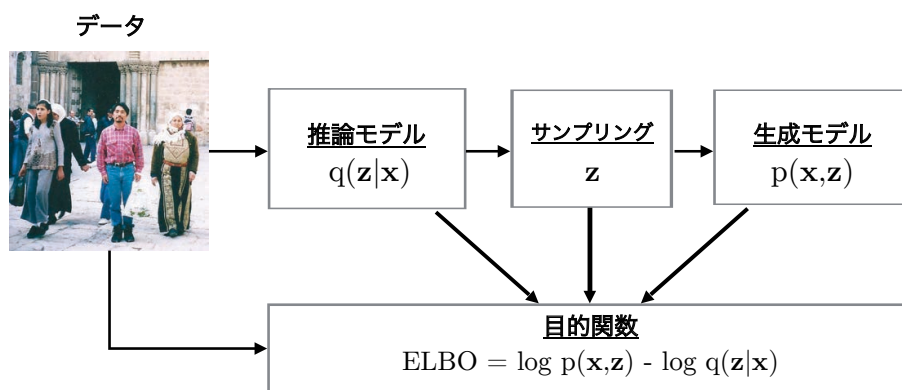 データ
推論モデル
q(z|x)
サンプリング
z
生成モデル
p(x,z)
目的関数
ELBO = log p(x,z) - log q(z|x)